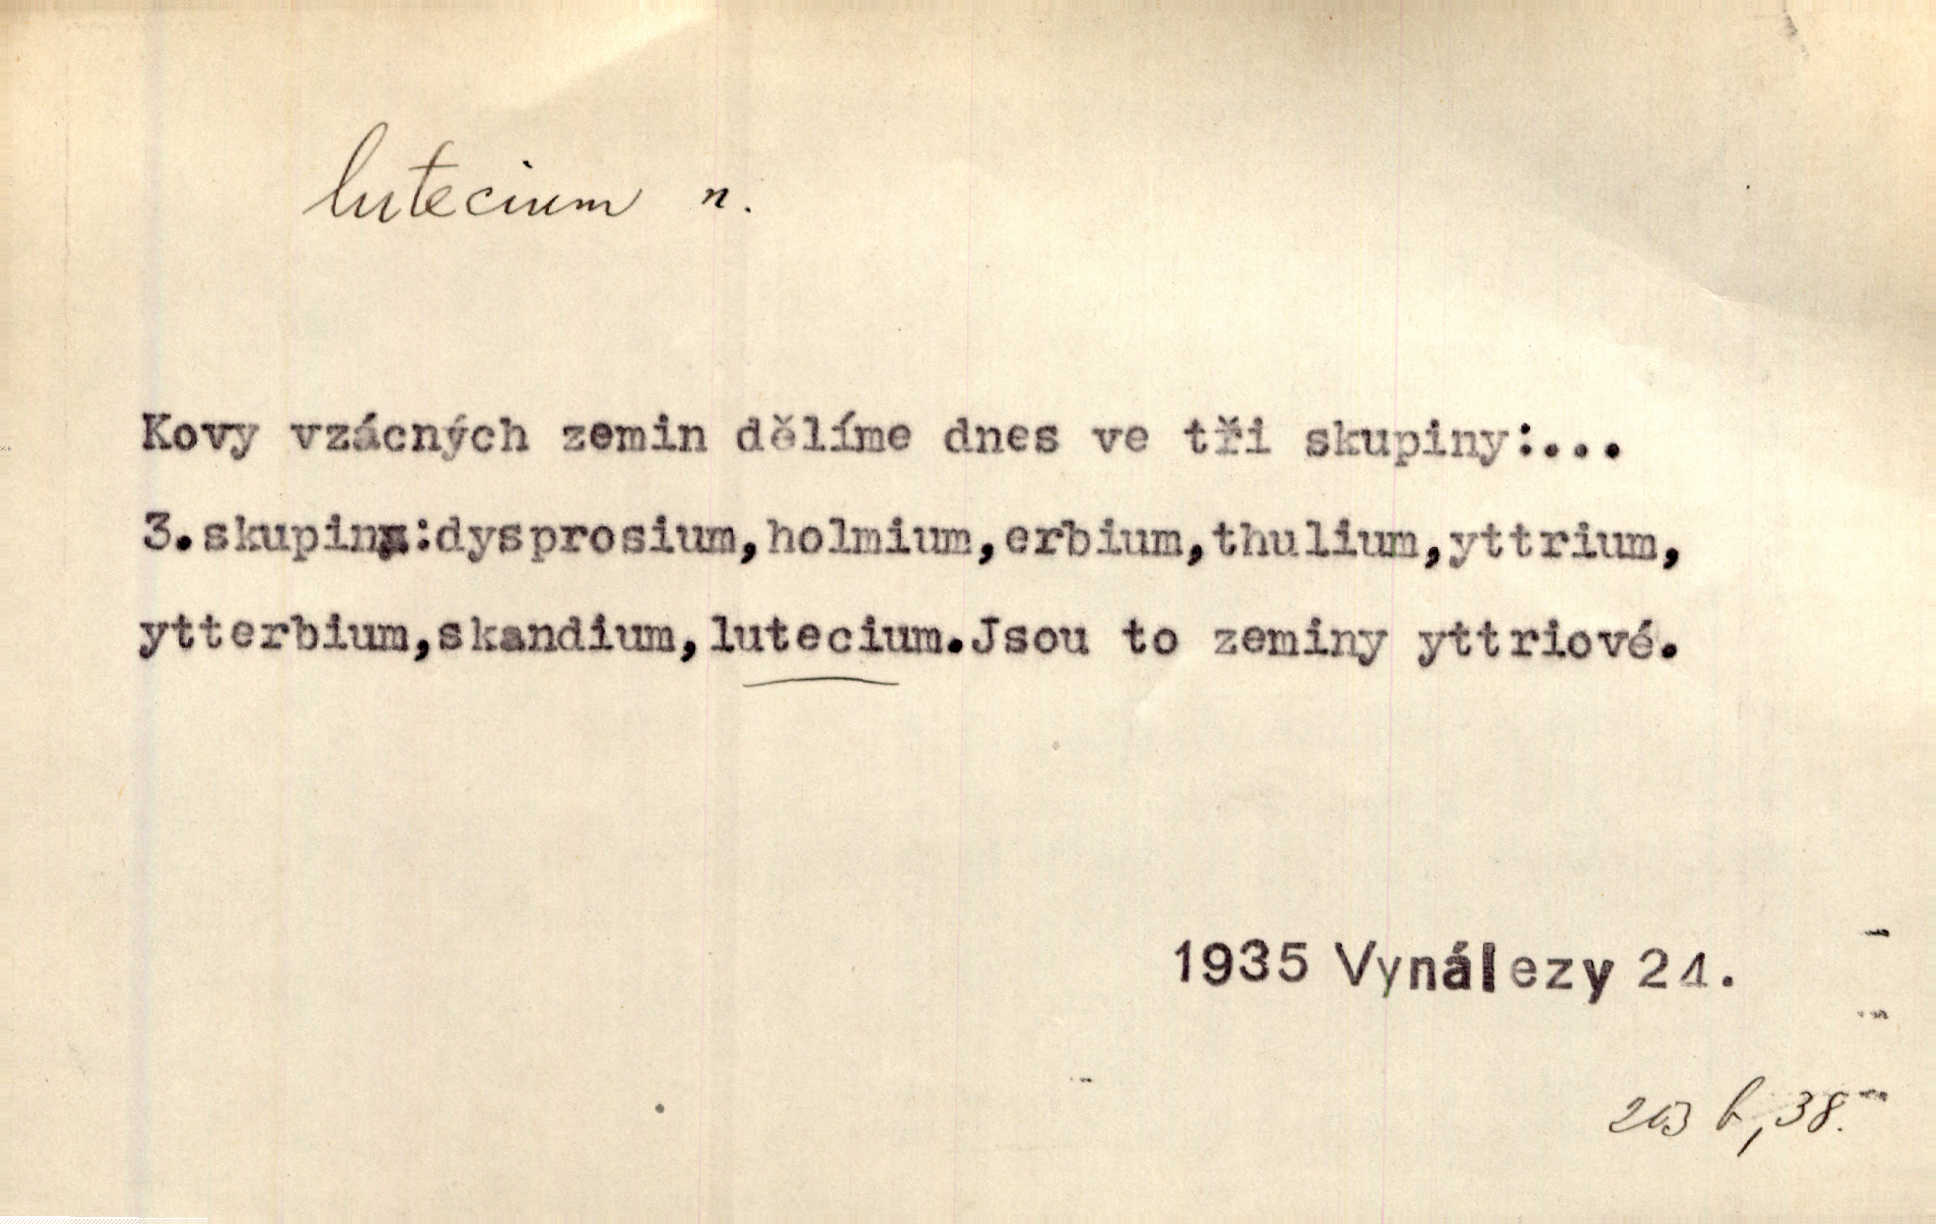 lutecium n.
Kovy vzácných zemin dělíme dnes ve tři skupiny:...
3.skupina:dysprosium,holmium,erbium,thulium,yttrium,
ytterbium,skandium,lutecium.Jsou to zeminy yttriové.
1935 Vynálezy 24.
203 b, 38.